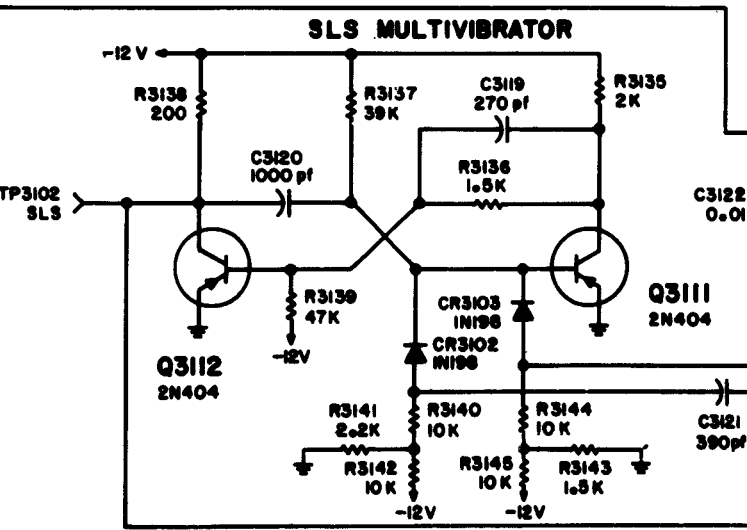 SLS MULTIVIBRATOR
-12 V
R3138
200
R3137
39K
C3119
270 pf
R3135
2K
C3120
1000 pf
R3136
1.5K
TP3102
SLS
C3122
0.01
R3139
47K
-12V
CR3103
1N198
Q3111
2N404
Q3112
2N404
CR3102
1N198
R3141
2.2K
R3140
10K
R3144
10K
C3121
390pf
R3142
10K
R3145
10K
R3143
1.5K
-12V
-12V